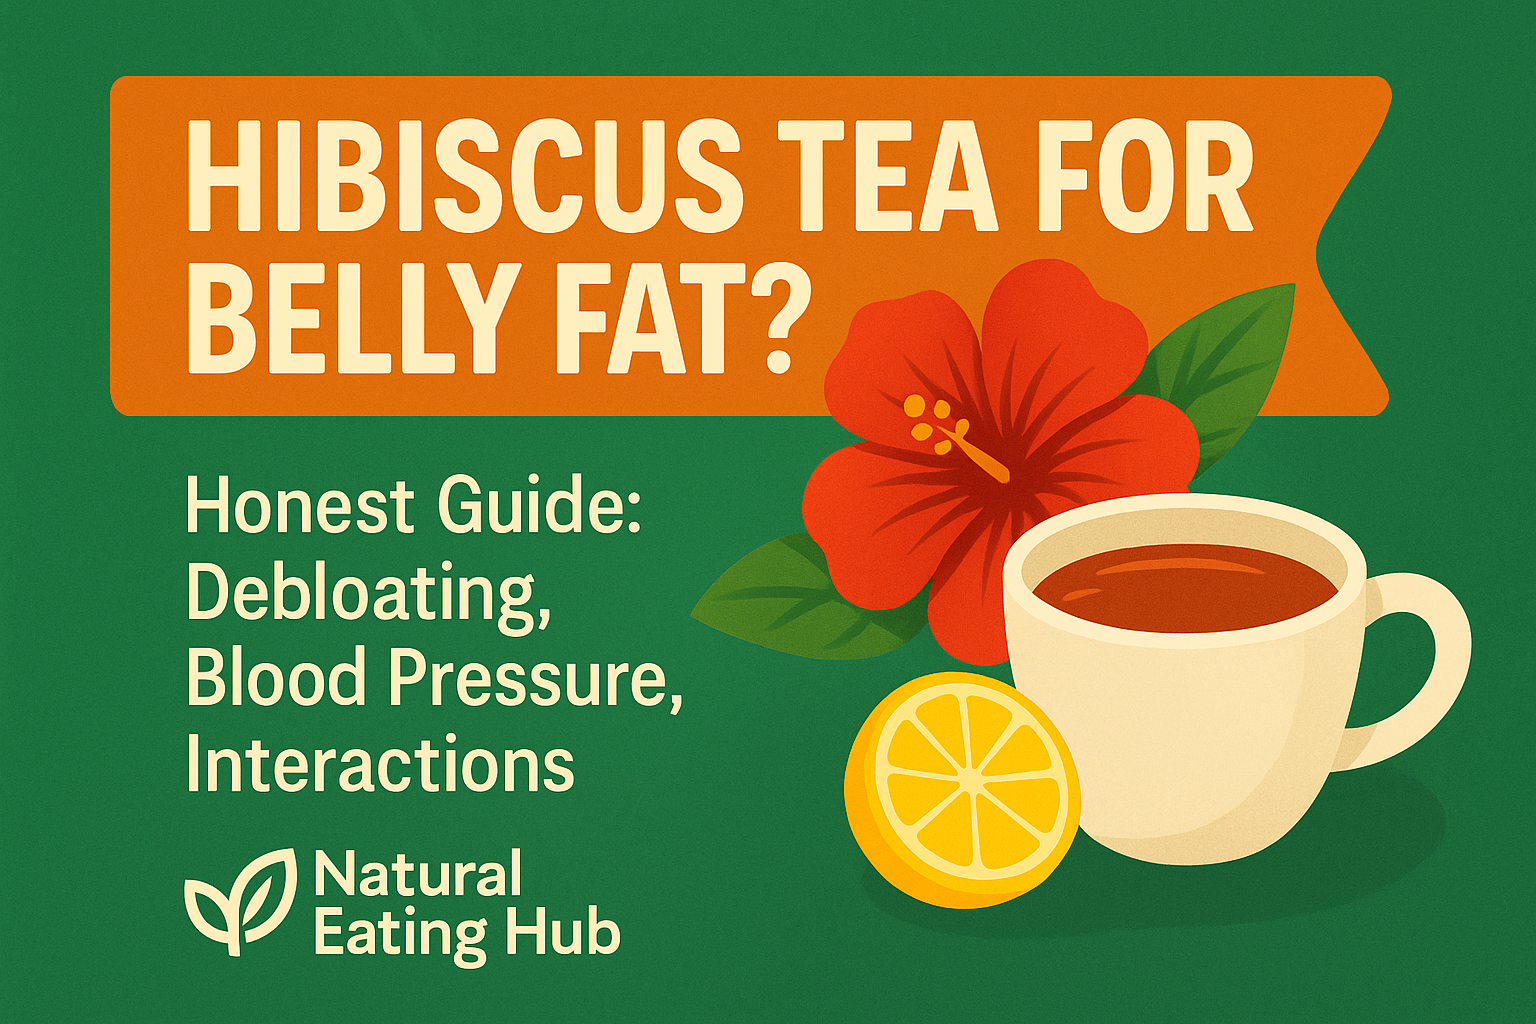 HIBISCUS TEA FOR
BELLY FAT?
Honest Guide:
Debloating,
Blood Pressure,
Interactions
Natural
Eating Hub